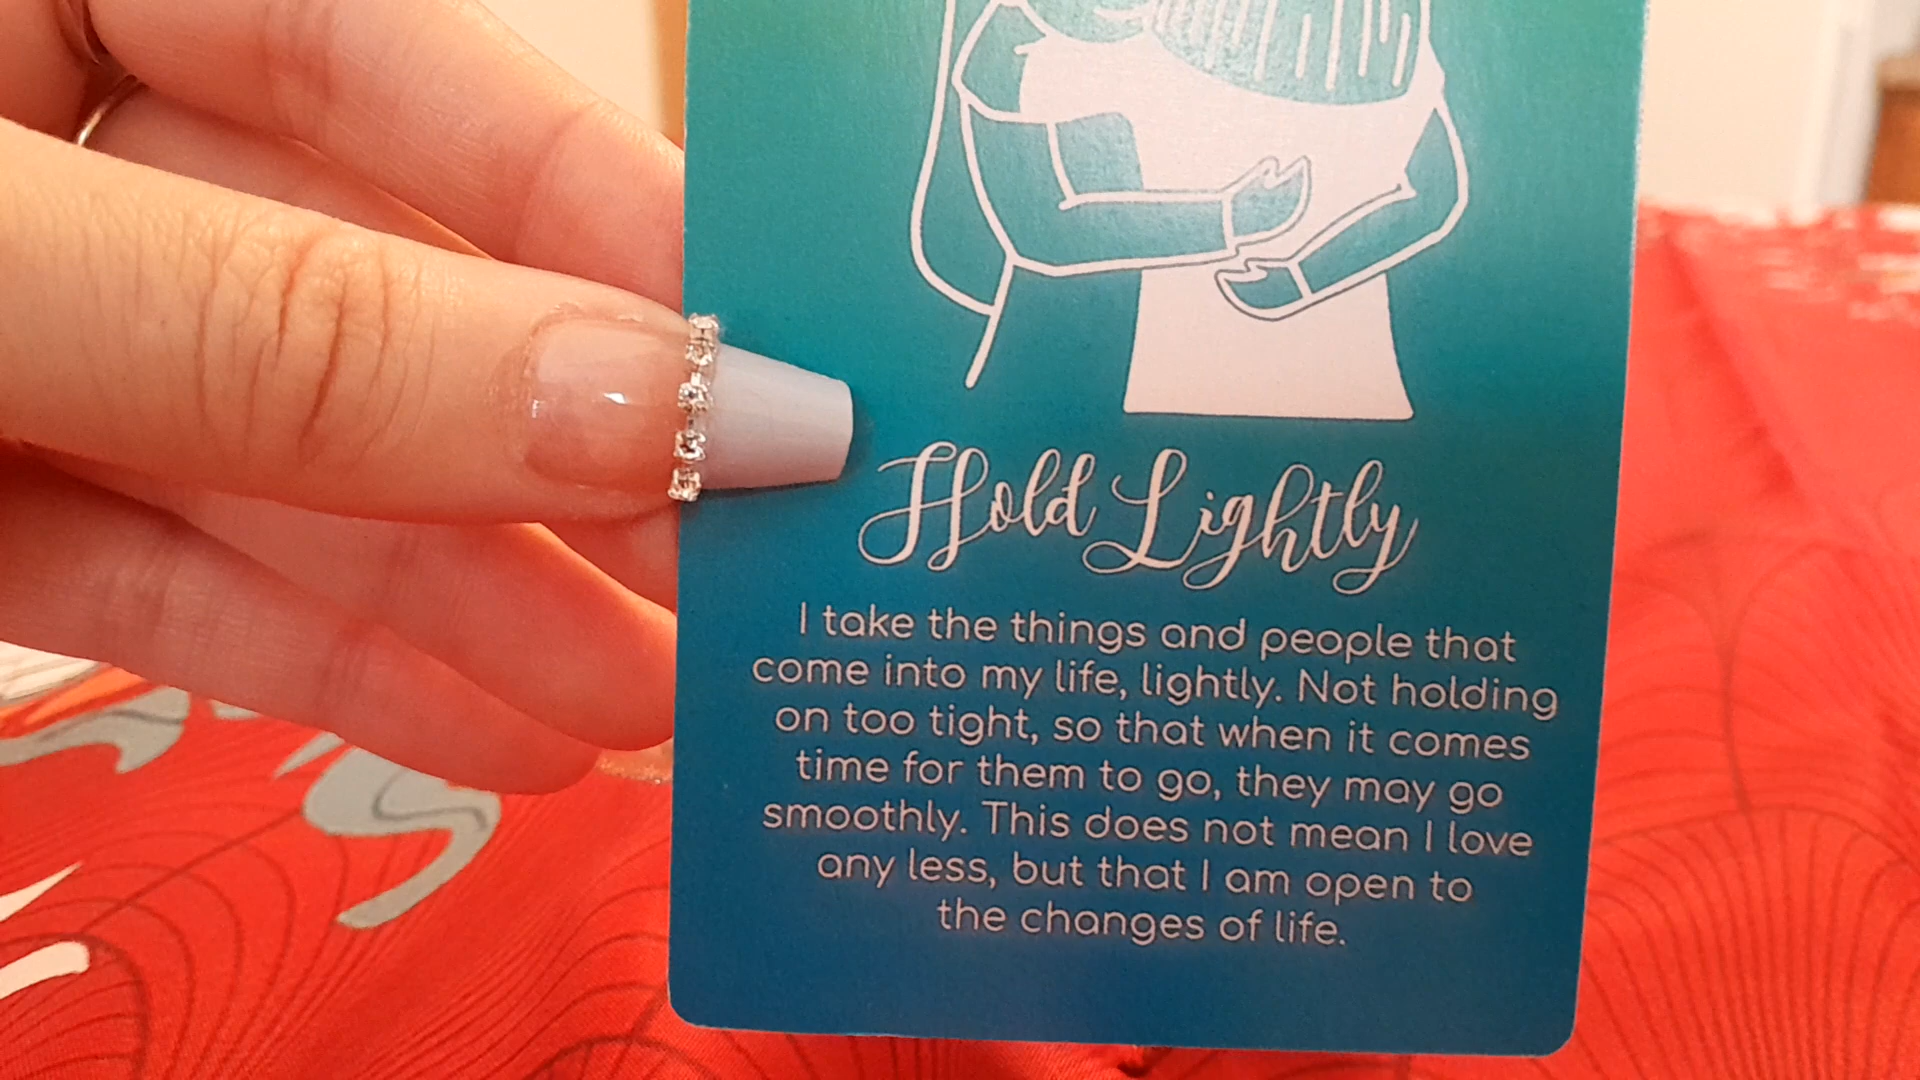 Hold Lightly
I take the things and people that
come into my life, lightly. Not holding
on too tight, so that when it comes
time for them to go, they may go
smoothly. This does not mean I love
any less, but that I am open to
the changes of life.